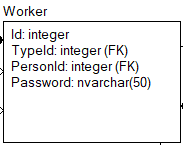 Worker
Id: integer
TypeId: integer (FK)
PersonId: integer (FK)
Password: nvarchar(50)